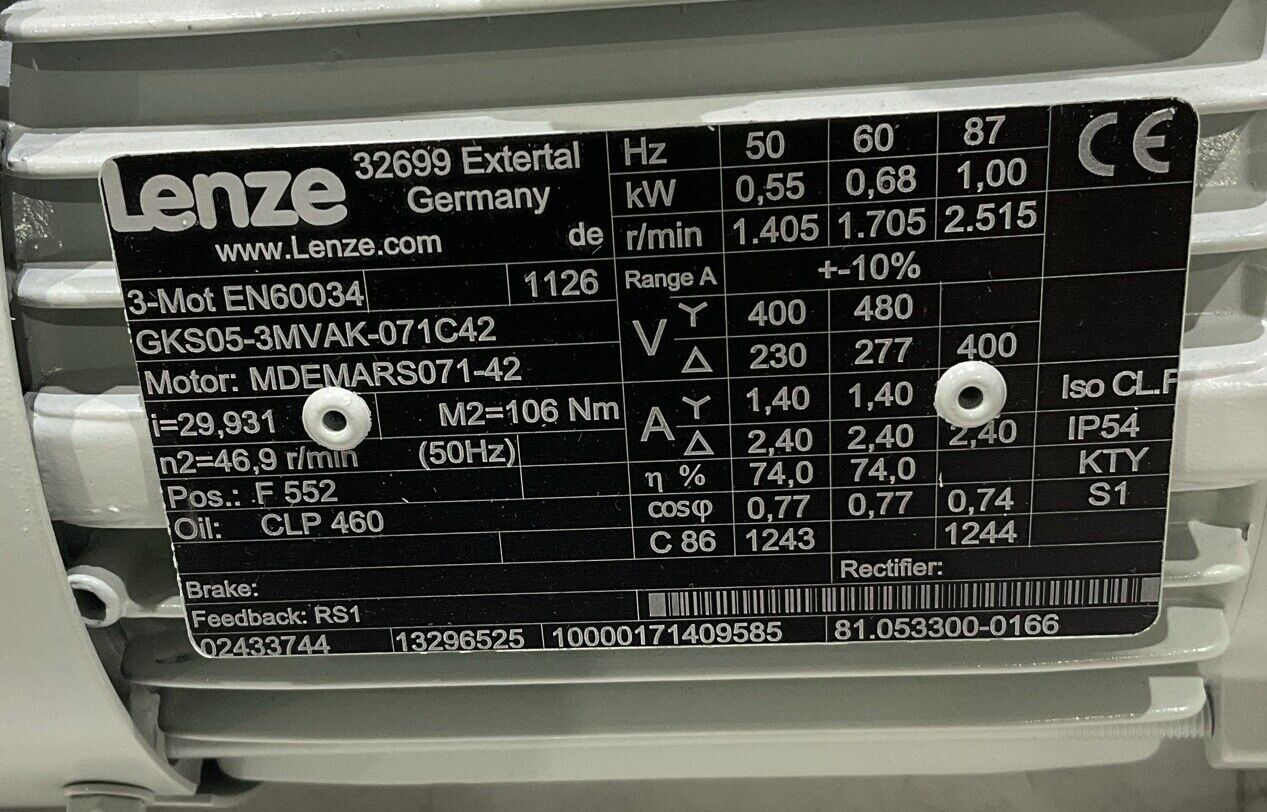 Lenze 32699 Extertal
Germany
www.Lenze.com de
3-Mot EN60034 1126
GKS05-3MVAK-071C42
Motor: MDEMARS071-42
i=29,931 M2=106 Nm
n2=46,9 r/min (50Hz)
Pos.: F 552
Oil: CLP 460
Hz 50 60 87
kW 0,55 0,68 1,00
r/min 1.405 1.705 2.515
Range A +-10%
V Y 400 480
Δ 230 277 400
A Y 1,40 1,40
Δ 2,40 2,40 2,40
η % 74,0 74,0
cosφ 0,77 0,77 0,74
C 86 1243 1244
CE
Iso CL.F
IP54
KTY
S1
Brake: Rectifier:
Feedback: RS1
02433744 13296525 10000171409585 81.053300-0166